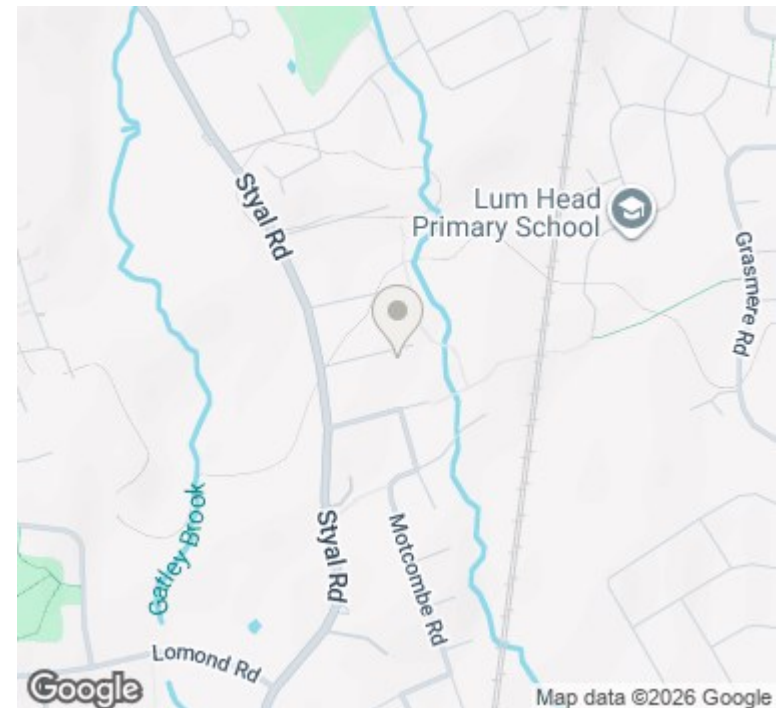 Styal Rd
Lum Head
Primary School
Grasmere Rd
Gatley Brook
Styal Rd
Motcombe Rd
Lomond Rd
Google
Map data ©2026 Google